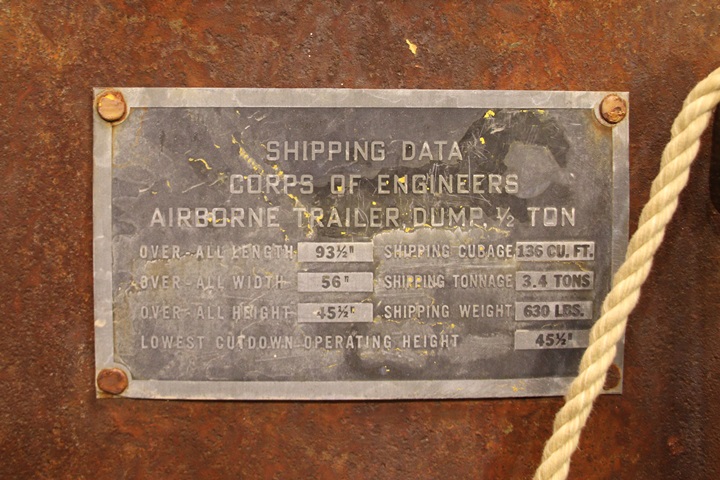 SHIPPING DATA
CORPS OF ENGINEERS
AIRBORNE TRAILER DUMP, ½ TON
OVER-ALL LENGTH 93½" SHIPPING CUBAGE 136 CU. FT.
OVER-ALL WIDTH 56" SHIPPING TONNAGE 3.4 TONS
OVER-ALL HEIGHT 45½" SHIPPING WEIGHT 630 LBS.
LOWEST CUTDOWN OPERATING HEIGHT 45½"